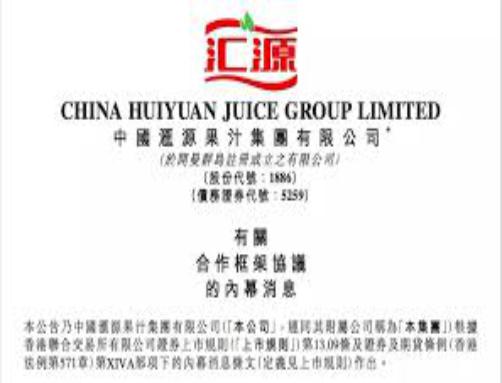 汇源
CHINA HUIYUAN JUICE GROUP LIMITED
中國滙源果汁集團有限公司*
(於開曼群島註冊成立之有限公司)
(股份代號：1886)
(債務證券代號：5259)
有關
合作框架協議
的內幕消息
本公告乃中國滙源果汁集團有限公司(「本公司」，連同其附屬公司稱為「本集團」)根據
香港聯合交易所有限公司證券上市規則(「上市規則」)第13.09條及證券及期貨條例(香港
法例第571章)第XIVA部項下的內幕消息條文(定義見上市規則)作出。